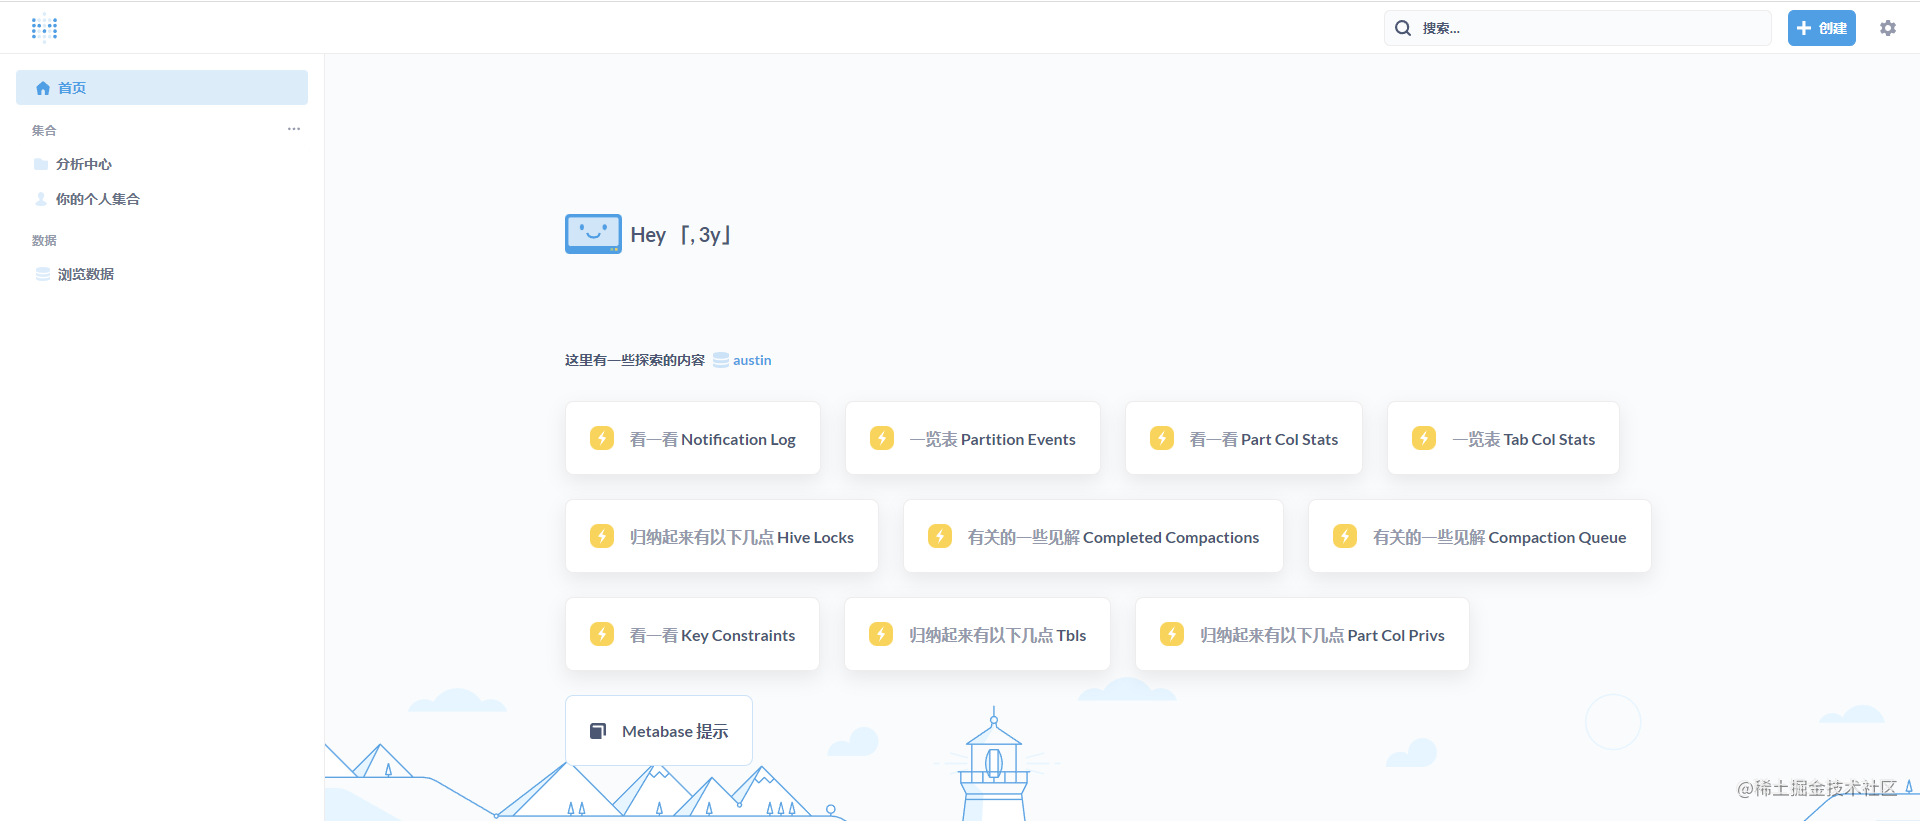 搜索...
创建
首页
集合
分析中心
你的个人集合
数据
浏览数据
Hey 「, 3y」
这里有一些探索的内容 austin
看一看 Notification Log
一览表 Partition Events
看一看 Part Col Stats
一览表 Tab Col Stats
归纳起来有以下几点 Hive Locks
有关的一些见解 Completed Compactions
有关的一些见解 Compaction Queue
看一看 Key Constraints
归纳起来有以下几点 Tbls
归纳起来有以下几点 Part Col Privs
Metabase 提示
@稀土掘金技术社区